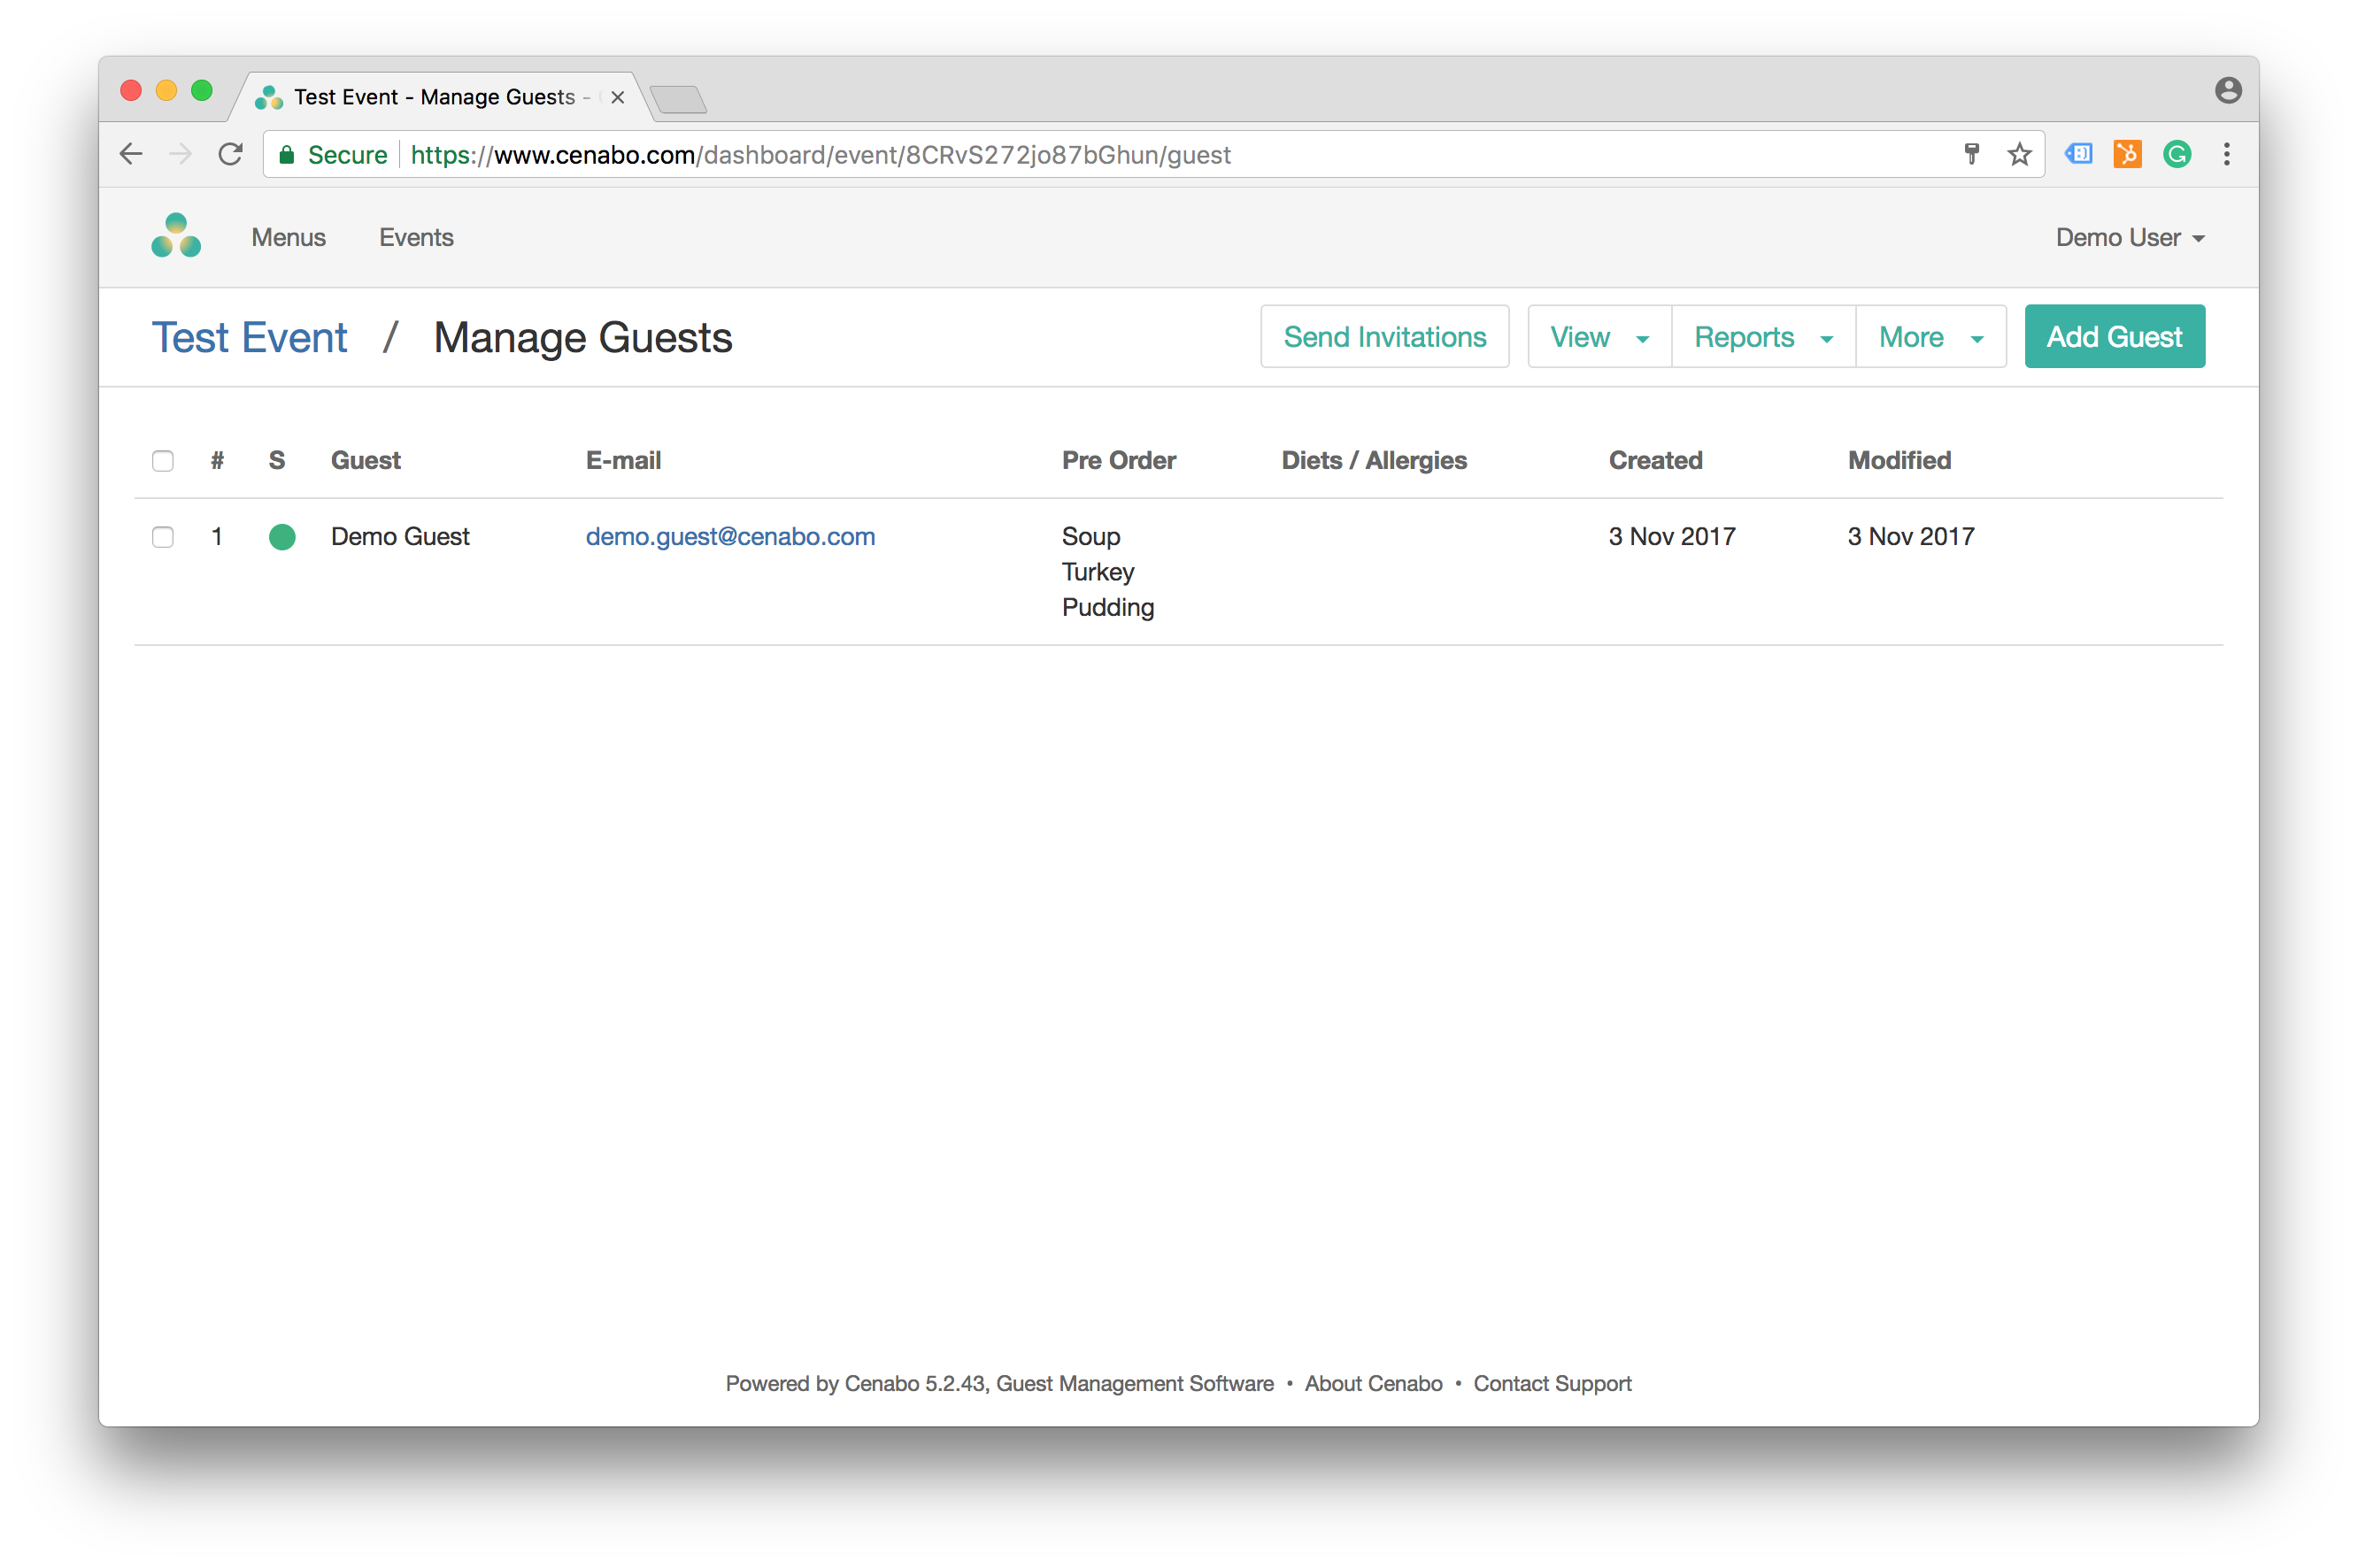 Test Event - Manage Guests -
Secure https://www.cenabo.com/dashboard/event/8CRvS272jo87bGhun/guest
Menus Events Demo User
Test Event / Manage Guests Send Invitations View Reports More Add Guest
# S Guest E-mail Pre Order Diets / Allergies Created Modified
1 Demo Guest demo.guest@cenabo.com Soup 3 Nov 2017 3 Nov 2017
Turkey
Pudding
Powered by Cenabo 5.2.43, Guest Management Software • About Cenabo • Contact Support